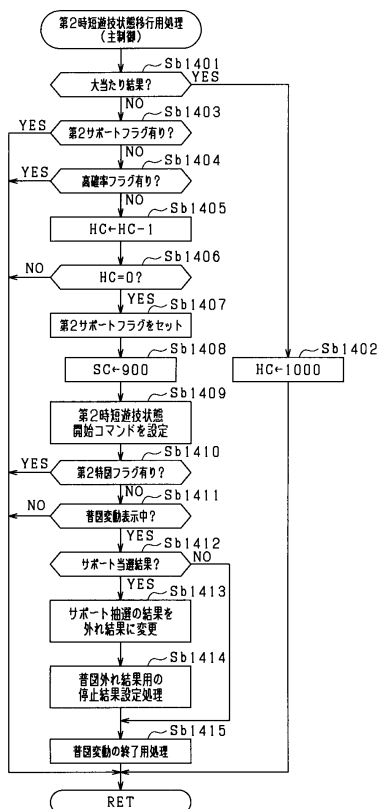 第2時短遊技状態移行用処理
(主制御)
Sb1401
大当たり結果?
YES
NO
Sb1403
YES
第2サポートフラグ有り?
NO
Sb1404
YES
高確率フラグ有り?
NO
Sb1405
HC←HC-1
Sb1406
NO
HC=0?
YES
Sb1407
第2サポートフラグをセット
Sb1408
SC←900
Sb1402
HC←1000
Sb1409
第2時短遊技状態
開始コマンドを設定
Sb1410
YES
第2特図フラグ有り?
NO
Sb1411
NO
普図変動表示中?
YES
Sb1412
サポート当選結果?
NO
YES
Sb1413
サポート抽選の結果を
外れ結果に変更
Sb1414
普図外れ結果用の
停止結果設定処理
Sb1415
普図変動の終了用処理
RET